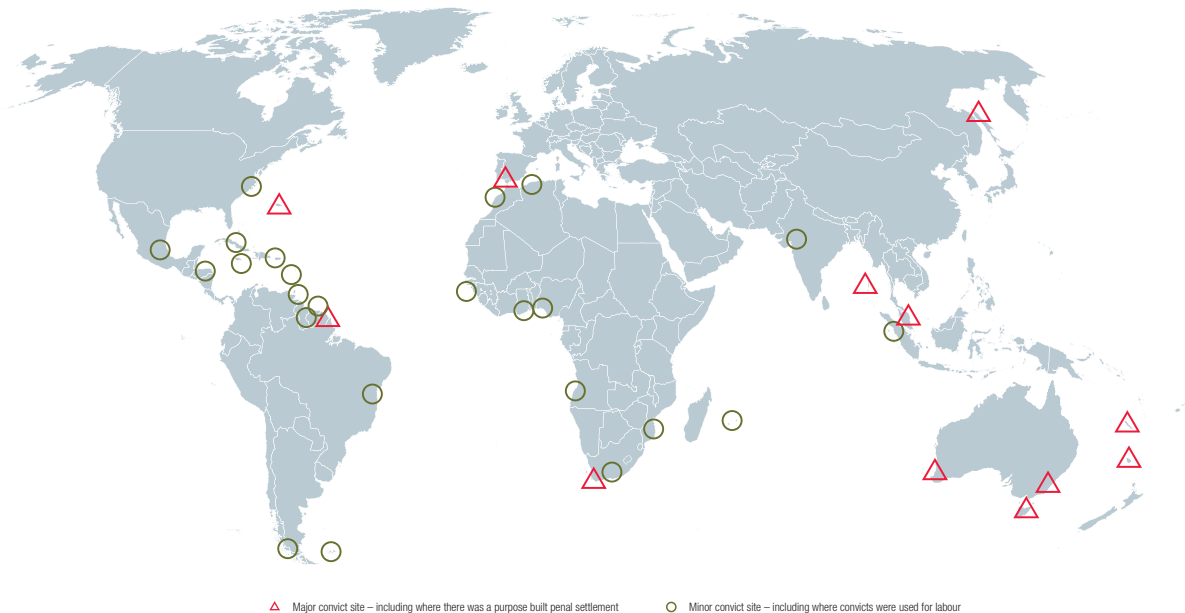 Major convict site – including where there was a purpose built penal settlement
Minor convict site – including where convicts were used for labour